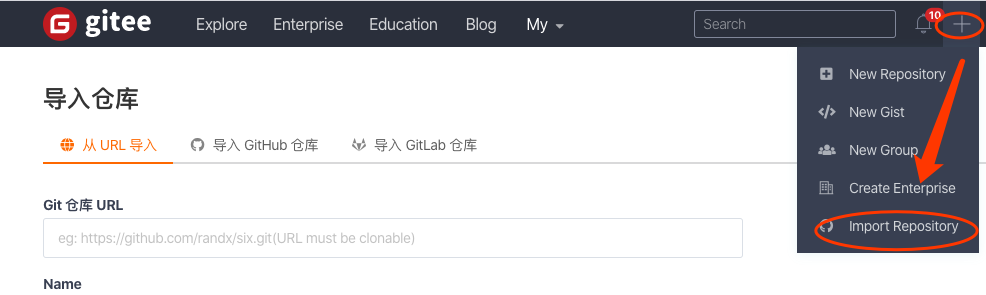 gitee Explore Enterprise Education Blog My Search 10
New Repository
New Gist
New Group
Create Enterprise
Import Repository
导入仓库
从 URL 导入 导入 GitHub 仓库 导入 GitLab 仓库
Git 仓库 URL
eg: https://github.com/randx/six.git(URL must be clonable)
Name